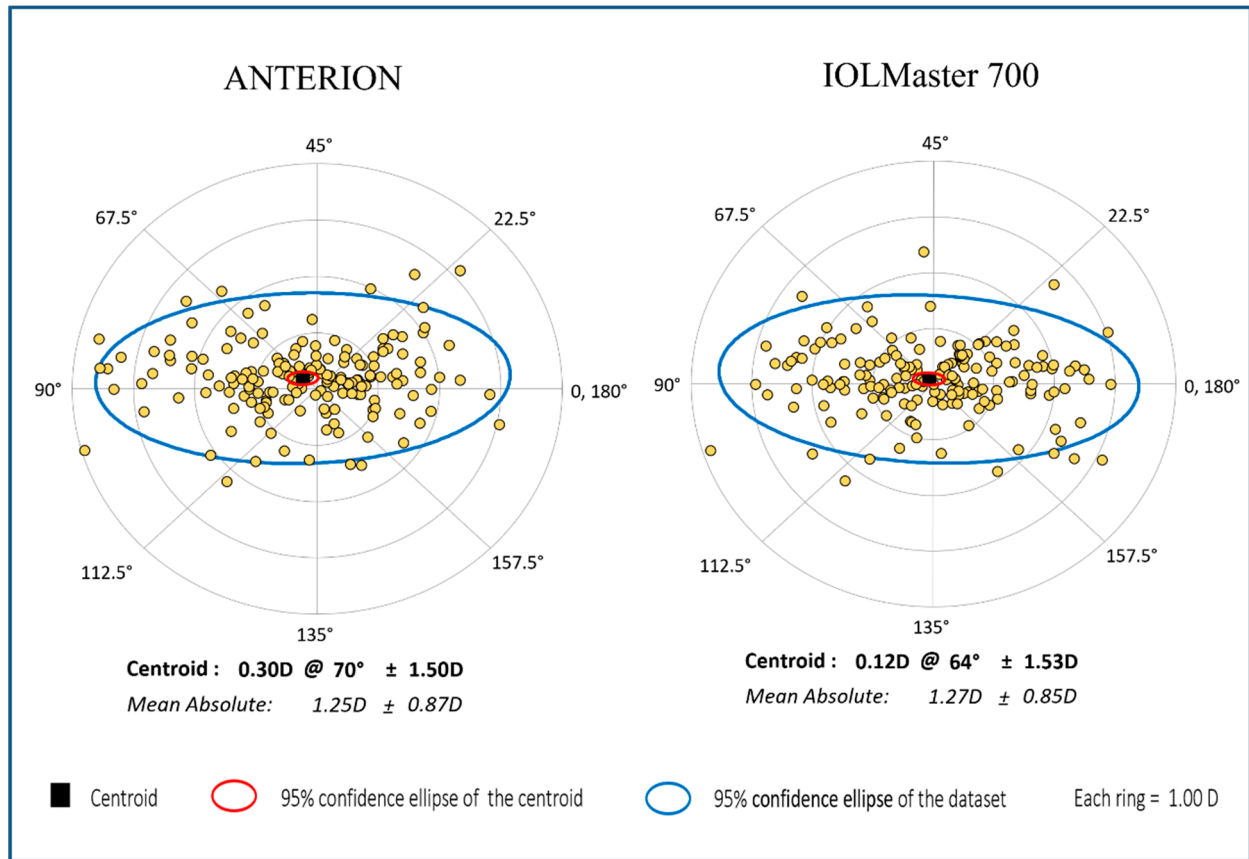 ANTERION
45°
67.5°
22.5°
90°
0, 180°
112.5°
157.5°
135°
Centroid : 0.30D @ 70° ± 1.50D
Mean Absolute: 1.25D ± 0.87D
IOLMaster 700
45°
67.5°
22.5°
90°
0, 180°
112.5°
157.5°
135°
Centroid : 0.12D @ 64° ± 1.53D
Mean Absolute: 1.27D ± 0.85D
Centroid
95% confidence ellipse of the centroid
95% confidence ellipse of the dataset
Each ring = 1.00 D